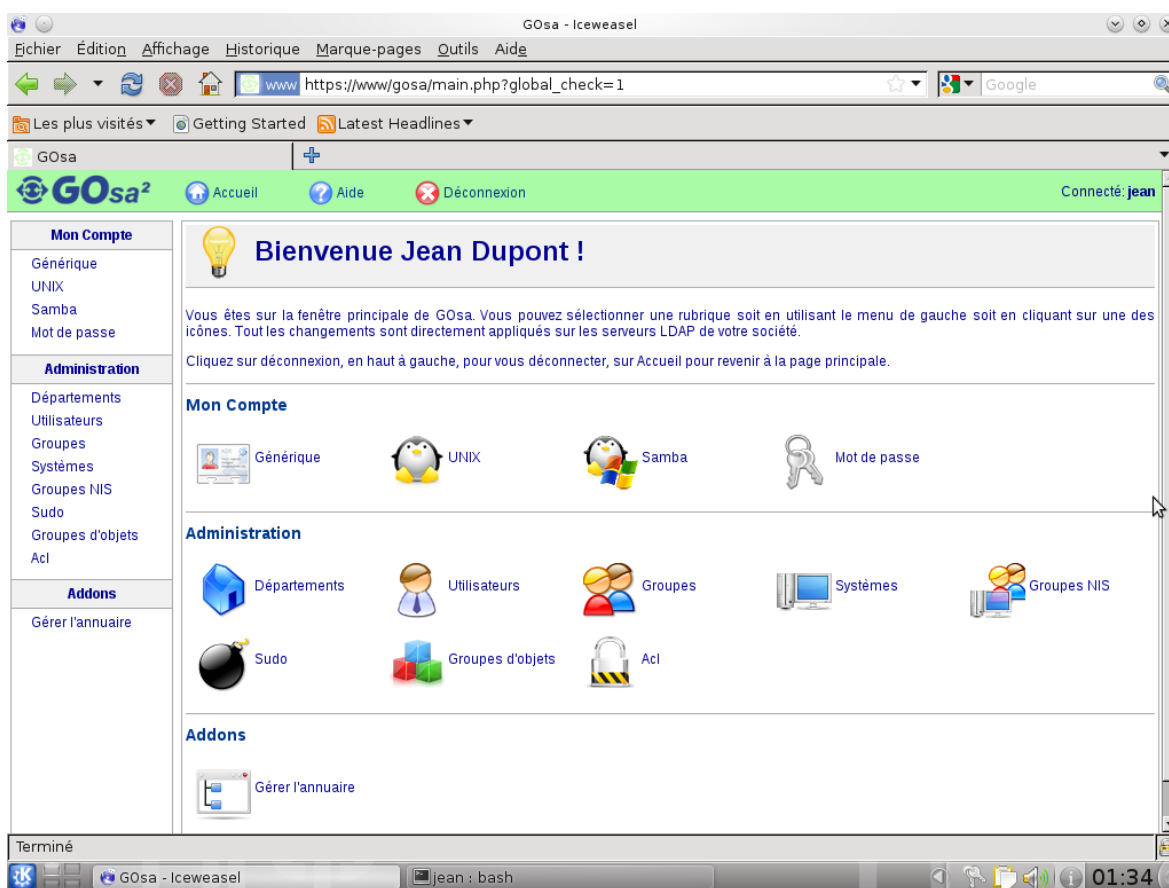 GOsa - Iceweasel
Fichier Édition Affichage Historique Marque-pages Outils Aide
www https://www/gosa/main.php?global_check=1 Google
Les plus visités Getting Started Latest Headlines
GOsa
GOsa² Accueil Aide Déconnexion Connecté: jean
Mon Compte
Générique
UNIX
Samba
Mot de passe
Administration
Départements
Utilisateurs
Groupes
Systèmes
Groupes NIS
Sudo
Groupes d'objets
Acl
Addons
Gérer l'annuaire
Bienvenue Jean Dupont !
Vous êtes sur la fenêtre principale de GOsa. Vous pouvez sélectionner une rubrique soit en utilisant le menu de gauche soit en cliquant sur une des
icônes. Tout les changements sont directement appliqués sur les serveurs LDAP de votre société.
Cliquez sur déconnexion, en haut à gauche, pour vous déconnecter, sur Accueil pour revenir à la page principale.
Mon Compte
Générique UNIX Samba Mot de passe
Administration
Départements Utilisateurs Groupes Systèmes Groupes NIS
Sudo Groupes d'objets Acl
Addons
Gérer l'annuaire
Terminé
GOsa - Iceweasel jean : bash 01:34